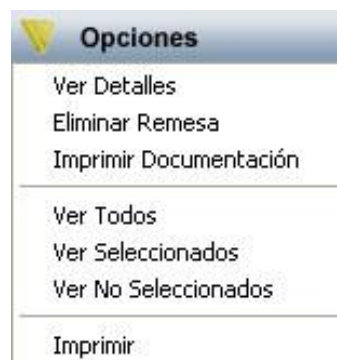 Opciones
Ver Detalles
Eliminar Remesa
Imprimir Documentación
Ver Todos
Ver Seleccionados
Ver No Seleccionados
Imprimir